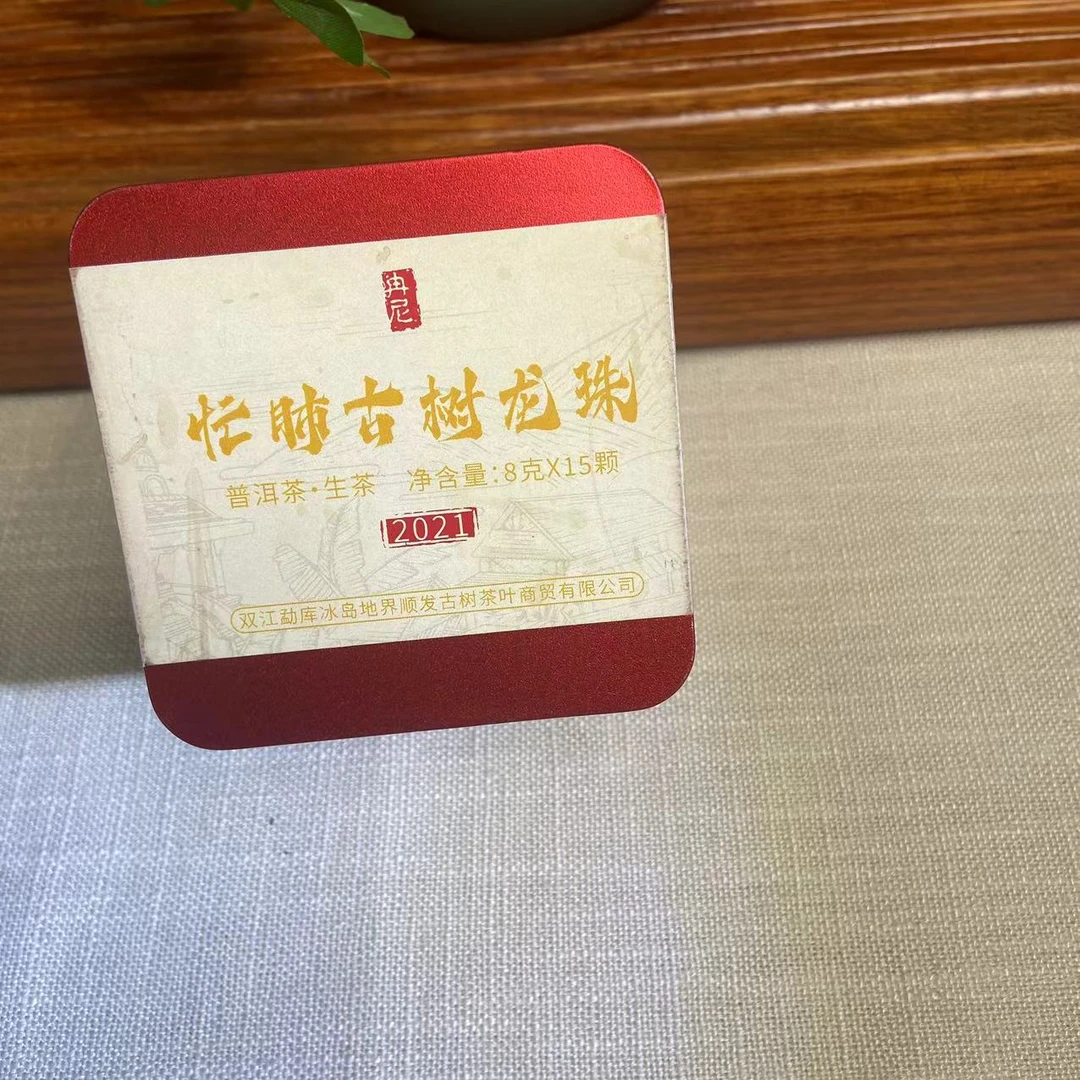 冉尼
忙肺古树龙珠
普洱茶·生茶 净含量:8克X15颗
2021
双江勐库冰岛地界顺发古树茶叶商贸有限公司